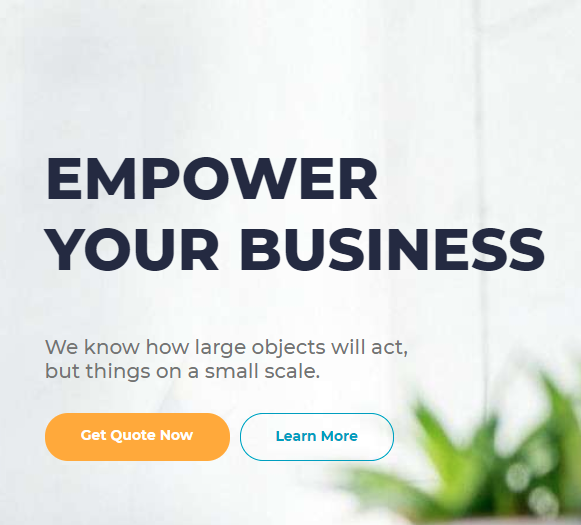 EMPOWER
YOUR BUSINESS
We know how large objects will act,
but things on a small scale.
Get Quote Now
Learn More